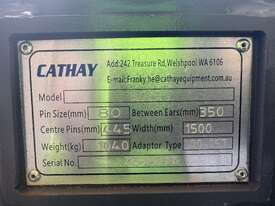 CATHAY
Add:242 Treasure Rd,Welshpool WA 6106
E-mail:Franky.he@cathayequipment.com.au
Model
Pin Size(mm) 80 Between Ears(mm) 350
Centre Pins(mm) 445 Width(mm) 1500
Weight(kg) 1040 Adaptor Type
Serial No.